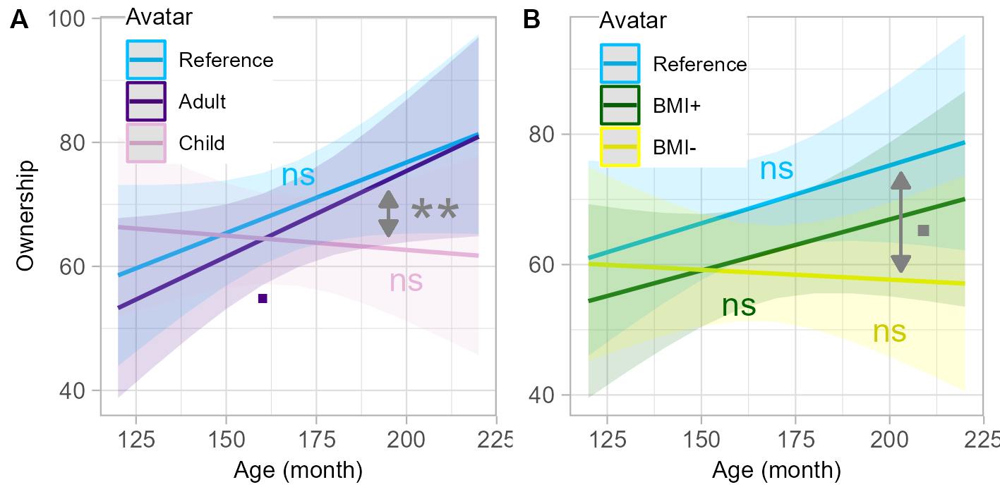 A
Avatar
Reference
Adult
Child
Ownership
100
80
60
40
ns
**
ns
125 150 175 200 225
Age (month)
B
Avatar
Reference
BMI+
BMI-
80
60
40
ns
ns
ns
125 150 175 200 225
Age (month)